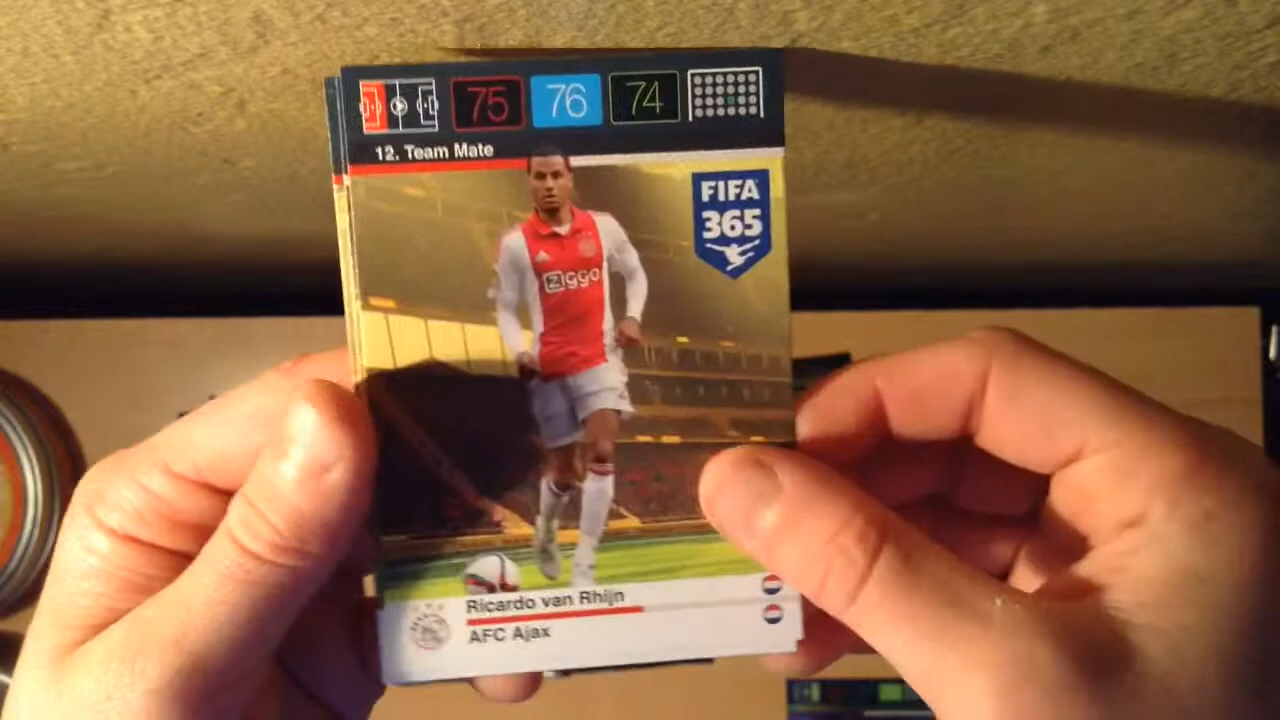 75 76 74
12. Team Mate
FIFA
365
ziggo
Ricardo van Rhijn
AFC Ajax